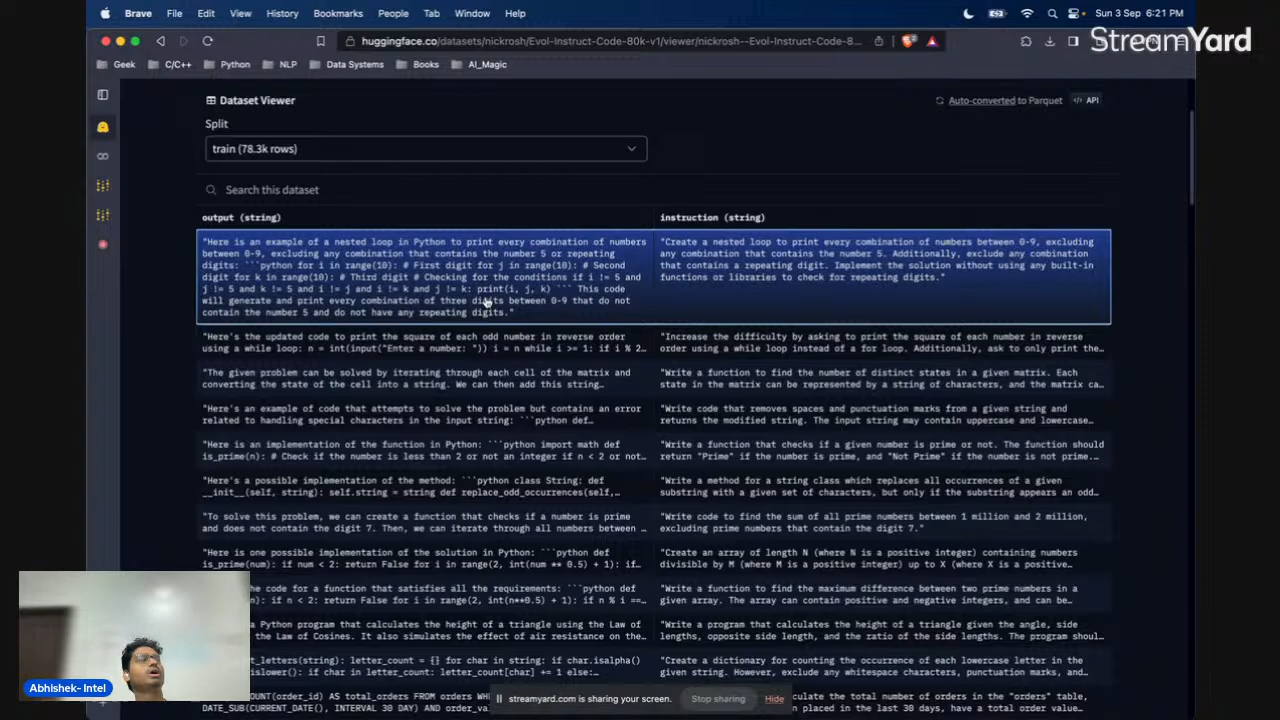 Brave File Edit View History Bookmarks People Tab Window Help Sun 3 Sep 6:21 PM
StreamYard
huggingface.co/datasets/nickrosh/Evol-Instruct-Code-80k-v1/viewer/nickrosh--Evol-Instruct-Code-8...
Geek C/C++ Python NLP Data Systems Books AI_Magic
Dataset Viewer
Auto-converted to Parquet </> API
Split
train (78.3k rows)
Search this dataset
output (string) instruction (string)
"Here is an example of a nested loop in Python to print every combination of numbers
between 0-9, excluding any combination that contains the number 5 or repeating
digits: ```python for i in range(10): # First digit for j in range(10): # Second
digit for k in range(10): # Third digit # Checking for the conditions if i != 5 and
j != 5 and k != 5 and i != j and i != k and j != k: print(i, j, k) ``` This code
will generate and print every combination of three digits between 0-9 that do not
contain the number 5 and do not have any repeating digits."
"Create a nested loop to print every combination of numbers between 0-9, excluding
any combination that contains the number 5. Additionally, exclude any combination
that contains a repeating digit. Implement the solution without using any built-in
functions or libraries to check for repeating digits."
"Here's the updated code to print the square of each odd number in reverse order
using a while loop: n = int(input("Enter a number: ")) i = n while i >= 1: if i % 2…
"Increase the difficulty by asking to print the square of each number in reverse
order using a while loop instead of a for loop. Additionally, ask to only print the…
"The given problem can be solved by iterating through each cell of the matrix and
converting the state of the cell into a string. We can then add this string…
"Write a function to find the number of distinct states in a given matrix. Each
state in the matrix can be represented by a string of characters, and the matrix ca…
"Here's an example of code that attempts to solve the problem but contains an error
related to handling special characters in the input string: ```python def…
"Write code that removes spaces and punctuation marks from a given string and
returns the modified string. The input string may contain uppercase and lowercase…
"Here is an implementation of the function in Python: ```python import math def
is_prime(n): # Check if the number is less than 2 or not an integer if n < 2 or not…
"Write a function that checks if a given number is prime or not. The function should
return "Prime" if the number is prime, and "Not Prime" if the number is not prime.…
"Here's a possible implementation of the method: ```python class String: def
__init__(self, string): self.string = string def replace_odd_occurrences(self,…
"Write a method for a string class which replaces all occurrences of a given
substring with a given set of characters, but only if the substring appears an odd…
"To solve this problem, we can create a function that checks if a number is prime
and does not contain the digit 7. Then, we can iterate through all numbers between …
"Write code to find the sum of all prime numbers between 1 million and 2 million,
excluding prime numbers that contain the digit 7."
"Here is one possible implementation of the solution in Python: ```python def
is_prime(num): if num < 2: return False for i in range(2, int(num ** 0.5) + 1): if…
"Create an array of length N (where N is a positive integer) containing numbers
divisible by M (where M is a positive integer) up to X (where X is a positive…
the code for a function that satisfies all the requirements: ```python def
): if n < 2: return False for i in range(2, int(n**0.5) + 1): if n % i ==…
"Write a function to find the maximum difference between two prime numbers in a
given array. The array can contain positive and negative integers, and can be…
a Python program that calculates the height of a triangle using the Law of
the Law of Cosines. It also simulates the effect of air resistance on the…
"Write a program that calculates the height of a triangle given the angle, side
lengths, opposite side length, and the ratio of the side lengths. The program shoul…
t_letters(string): letter_count = {} for char in string: if char.isalpha()
islower(): letter_count[char] += 1 else:
"Create a dictionary for counting the occurrence of each lowercase letter in the
given string. However, exclude any whitespace characters, punctuation marks, and…
COUNT(order_id) AS total_orders FROM orders WHE
culate the total number of orders in the "orders" table,
DATE_SUB(CURRENT_DATE(), INTERVAL 30 DAY) AND order_va
n placed in the last 30 days, have a total order value
streamyard.com is sharing your screen. Stop sharing Hide
Abhishek- Intel